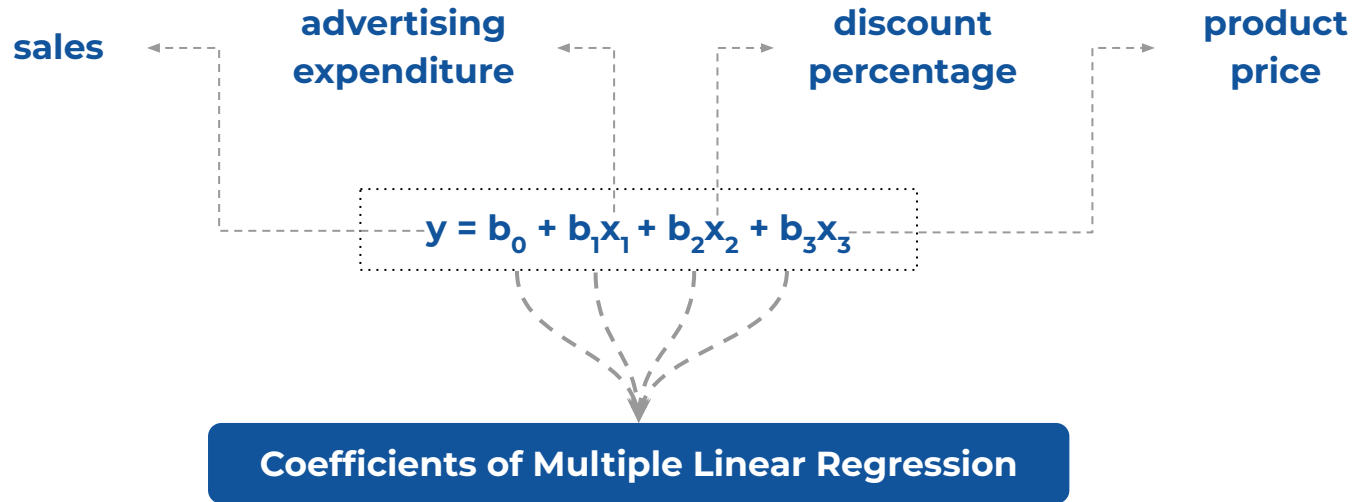 sales
advertising
expenditure
discount
percentage
product
price
y = b₀ + b₁x₁ + b₂x₂ + b₃x₃
Coefficients of Multiple Linear Regression